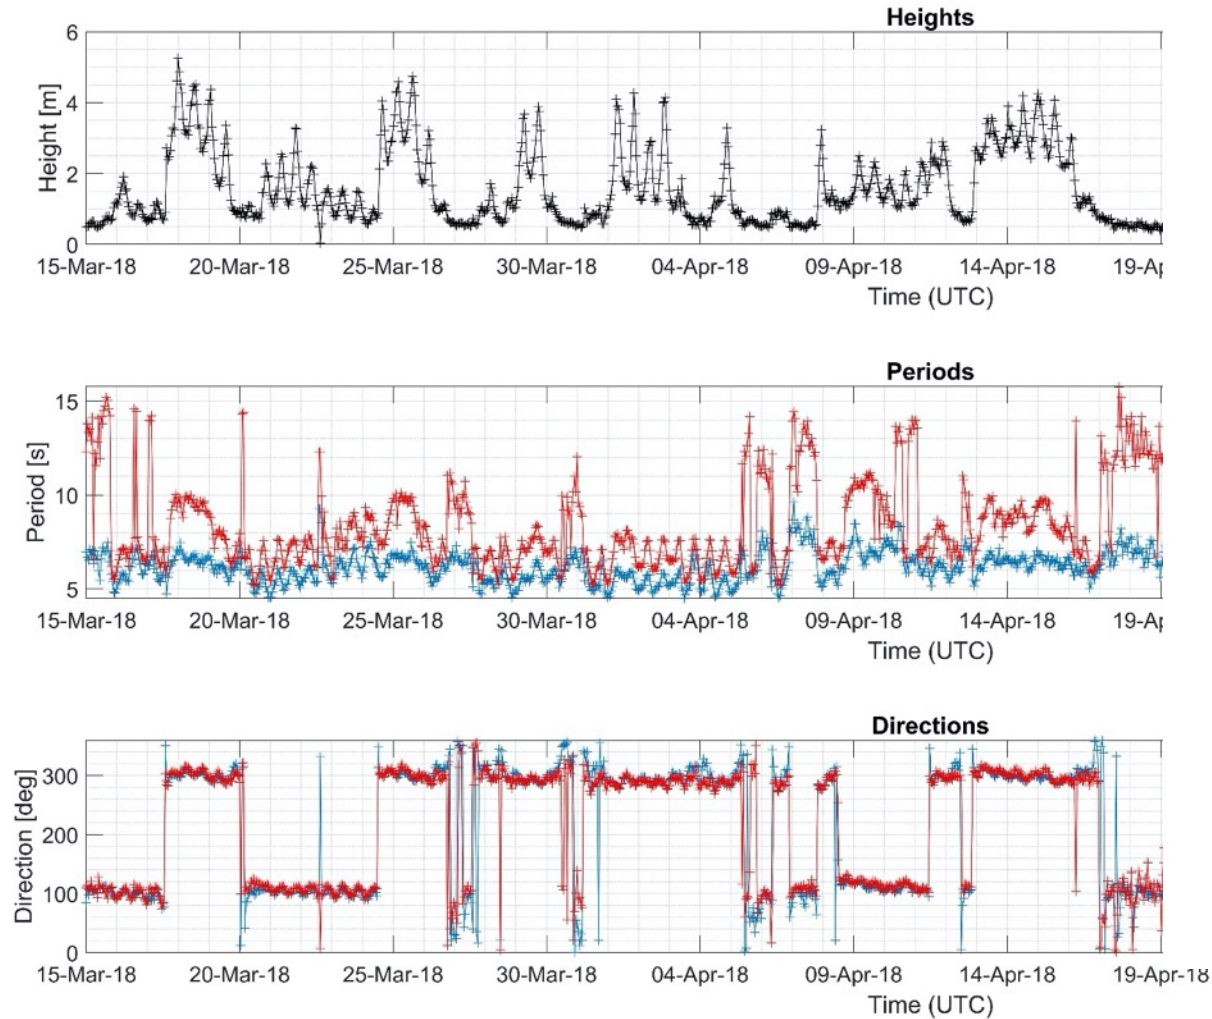 Heights
6
4
2
0
Height [m]
15-Mar-18 20-Mar-18 25-Mar-18 30-Mar-18 04-Apr-18 09-Apr-18 14-Apr-18 19-Ap
Time (UTC)
Periods
15
10
5
Period [s]
15-Mar-18 20-Mar-18 25-Mar-18 30-Mar-18 04-Apr-18 09-Apr-18 14-Apr-18 19-Ap
Time (UTC)
Directions
300
200
100
0
Direction [deg]
15-Mar-18 20-Mar-18 25-Mar-18 30-Mar-18 04-Apr-18 09-Apr-18 14-Apr-18 19-Apr-18
Time (UTC)